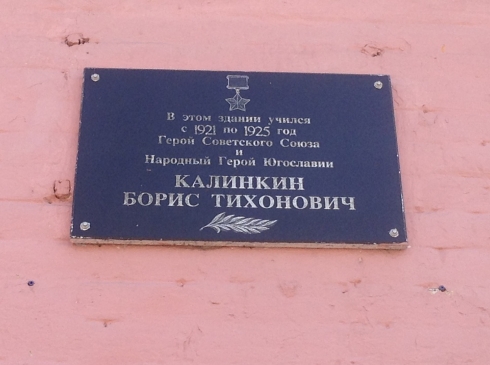 В этом здании учился
с 1921 по 1925 год
Герой Советского Союза
и
Народный Герой Югославии
КАЛИНКИН
БОРИС ТИХОНОВИЧ